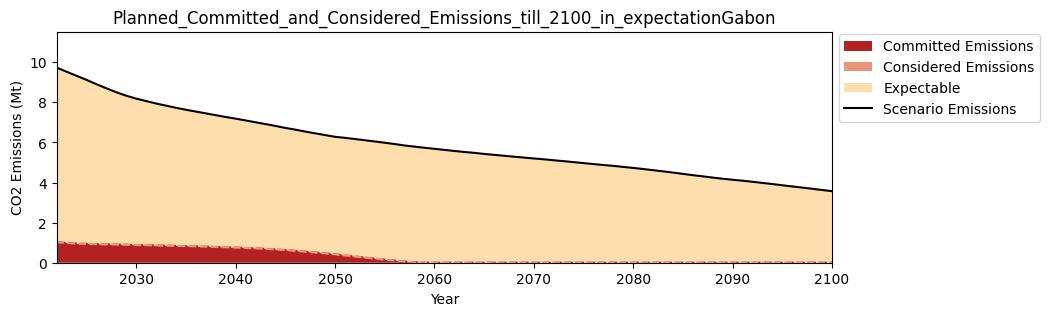 Planned_Committed_and_Considered_Emissions_till_2100_in_expectationGabon
CO2 Emissions (Mt)
10
8
6
4
2
0
2030 2040 2050 2060 2070 2080 2090 2100
Year
Committed Emissions
Considered Emissions
Expectable
Scenario Emissions